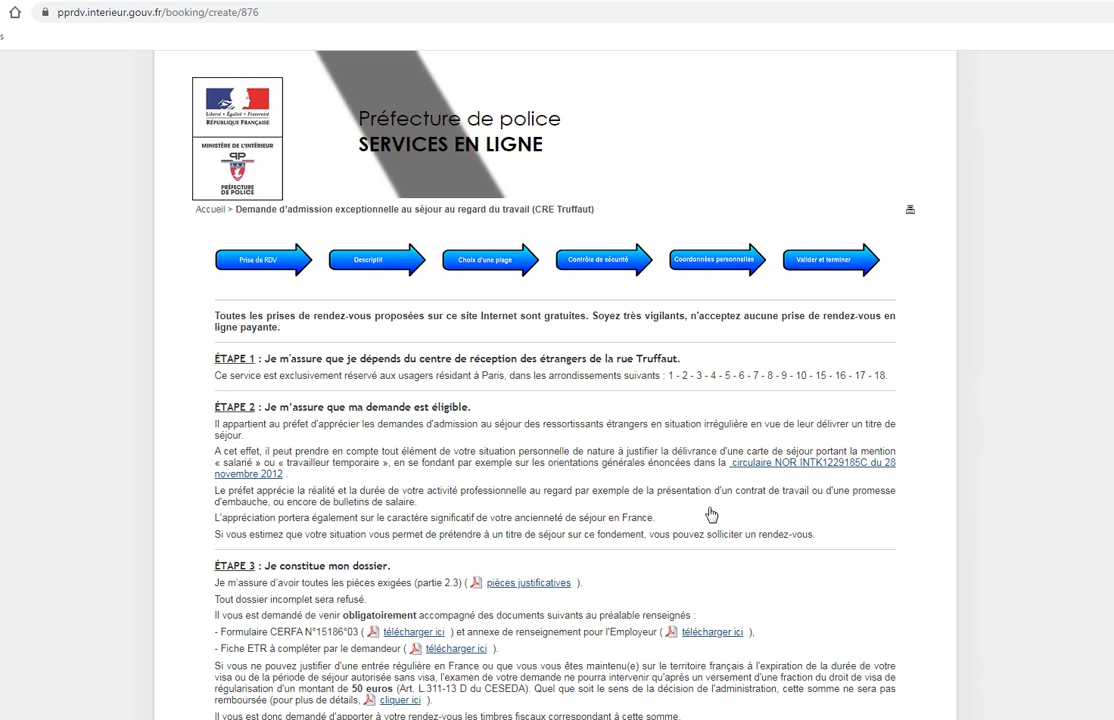 pprdv.interieur.gouv.fr/booking/create/876
s
Liberté • Égalité • Fraternité
RÉPUBLIQUE FRANÇAISE
MINISTÈRE DE L'INTÉRIEUR
PP
PRÉFECTURE
DE POLICE
Préfecture de police
SERVICES EN LIGNE
Accueil > Demande d'admission exceptionnelle au séjour au regard du travail (CRE Truffaut)
Prise de RDV
Descriptif
Choix d'une plage
Contrôle de sécurité
Coordonnées personnelles
Valider et terminer
Toutes les prises de rendez-vous proposées sur ce site Internet sont gratuites. Soyez très vigilants, n'acceptez aucune prise de rendez-vous en
ligne payante.
ÉTAPE 1 : Je m'assure que je dépends du centre de réception des étrangers de la rue Truffaut.
Ce service est exclusivement réservé aux usagers résidant à Paris, dans les arrondissements suivants : 1 - 2 - 3 - 4 - 5 - 6 - 7 - 8 - 9 - 10 - 15 - 16 - 17 - 18.
ÉTAPE 2 : Je m'assure que ma demande est éligible.
Il appartient au préfet d'apprécier les demandes d'admission au séjour des ressortissants étrangers en situation irrégulière en vue de leur délivrer un titre de
séjour.
A cet effet, il peut prendre en compte tout élément de votre situation personnelle de nature à justifier la délivrance d'une carte de séjour portant la mention
« salarié » ou « travailleur temporaire », en se fondant par exemple sur les orientations générales énoncées dans la circulaire NOR INTK1229185C du 28
novembre 2012 .
Le préfet apprécie la réalité et la durée de votre activité professionnelle au regard par exemple de la présentation d'un contrat de travail ou d'une promesse
d'embauche, ou encore de bulletins de salaire.
L'appréciation portera également sur le caractère significatif de votre ancienneté de séjour en France.
Si vous estimez que votre situation vous permet de prétendre à un titre de séjour sur ce fondement, vous pouvez solliciter un rendez-vous.
ÉTAPE 3 : Je constitue mon dossier.
Je m'assure d'avoir toutes les pièces exigées (partie 2.3) ( pièces justificatives ).
Tout dossier incomplet sera refusé.
Il vous est demandé de venir obligatoirement accompagné des documents suivants au préalable renseignés :
- Formulaire CERFA N°15186*03 ( télécharger ici ) et annexe de renseignement pour l'Employeur ( télécharger ici ),
- Fiche ETR à compléter par le demandeur ( télécharger ici ).
Si vous ne pouvez justifier d'une entrée régulière en France ou que vous vous êtes maintenu(e) sur le territoire français à l'expiration de la durée de votre
visa ou de la période de séjour autorisée sans visa, l'examen de votre demande ne pourra intervenir qu'après un versement d'une fraction du droit de visa de
régularisation d'un montant de 50 euros (Art. L.311-13 D du CESEDA). Quel que soit le sens de la décision de l'administration, cette somme ne sera pas
remboursée (pour plus de détails, cliquer ici ).
Il vous est donc demandé d'apporter à votre rendez-vous les timbres fiscaux correspondant à cette somme.